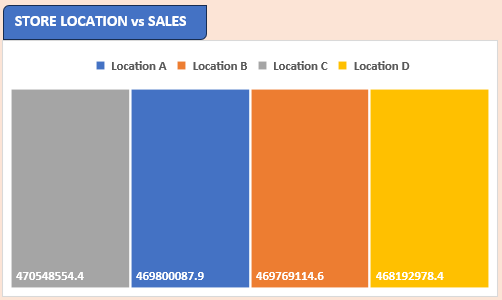 STORE LOCATION vs SALES
Location A Location B Location C Location D
470548554.4 469800087.9 469769114.6 468192978.4